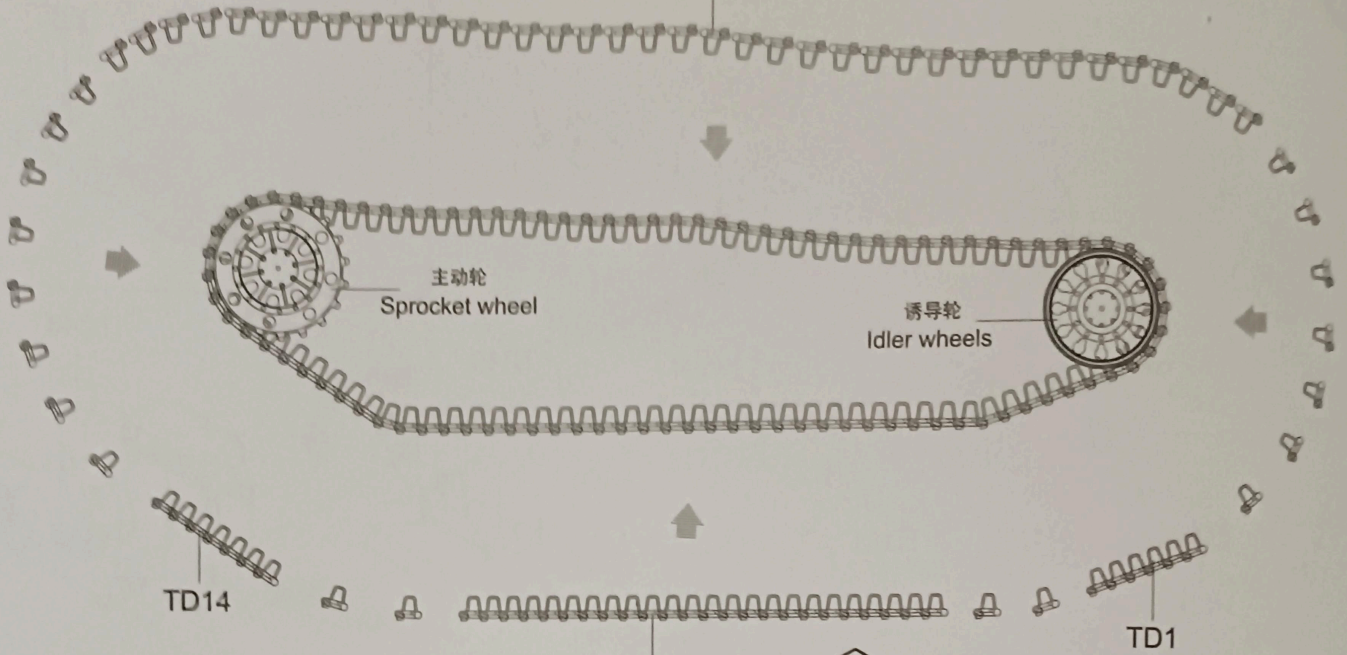 主动轮
Sprocket wheel
诱导轮
Idler wheels
TD14
TD1